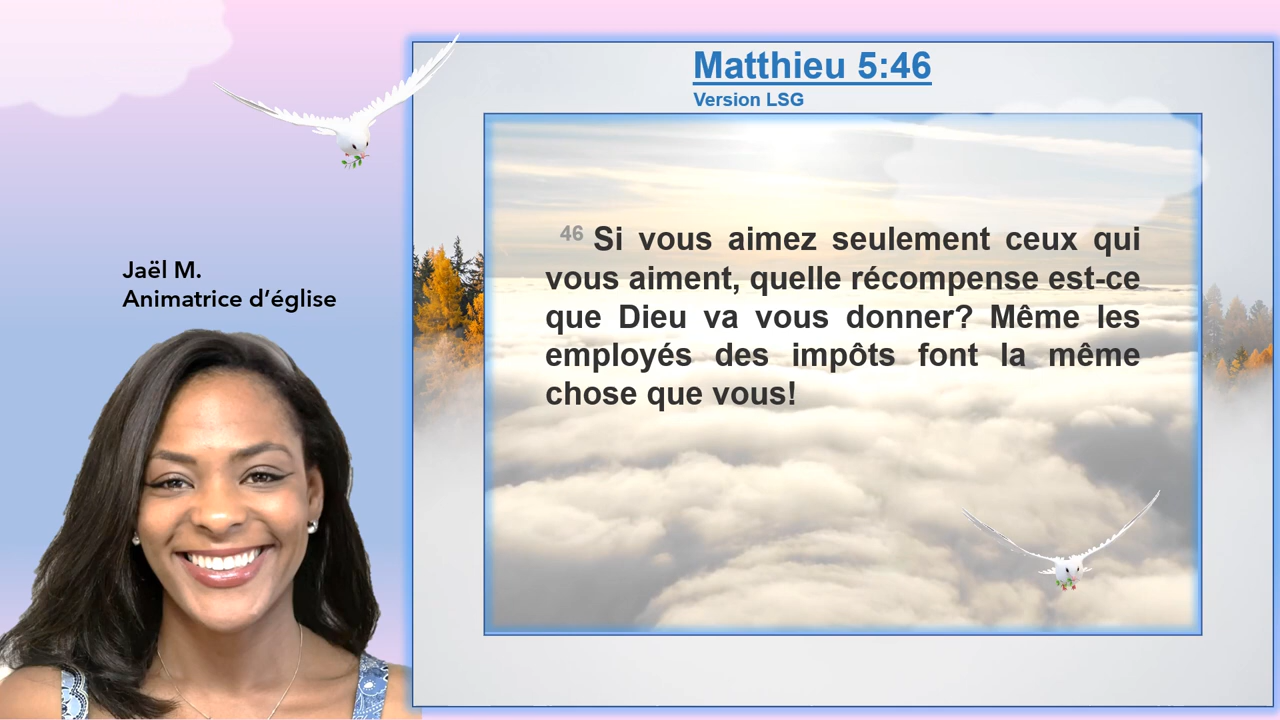 Matthieu 5:46
Version LSG
46 Si vous aimez seulement ceux qui
vous aiment, quelle récompense est-ce
que Dieu va vous donner? Même les
employés des impôts font la même
chose que vous!
Jaël M.
Animatrice d’église